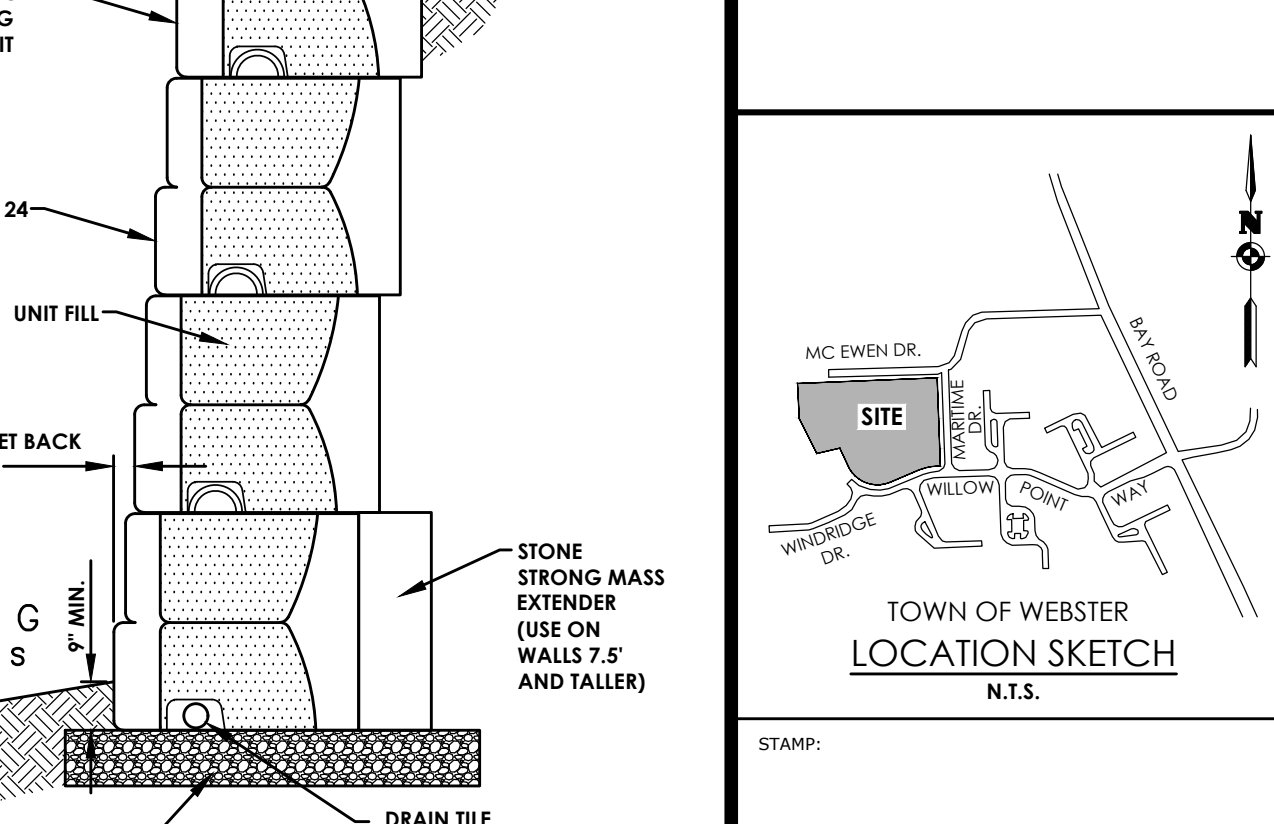 G
IT
24
UNIT FILL
ET BACK
9" MIN.
G
S
STONE
STRONG MASS
EXTENDER
(USE ON
WALLS 7.5'
AND TALLER)
DRAIN TILE
N
BAY ROAD
MC EWEN DR.
MARITIME
DR.
SITE
WILLOW POINT WAY
WINDRIDGE
DR.
TOWN OF WEBSTER
LOCATION SKETCH
N.T.S.
STAMP: